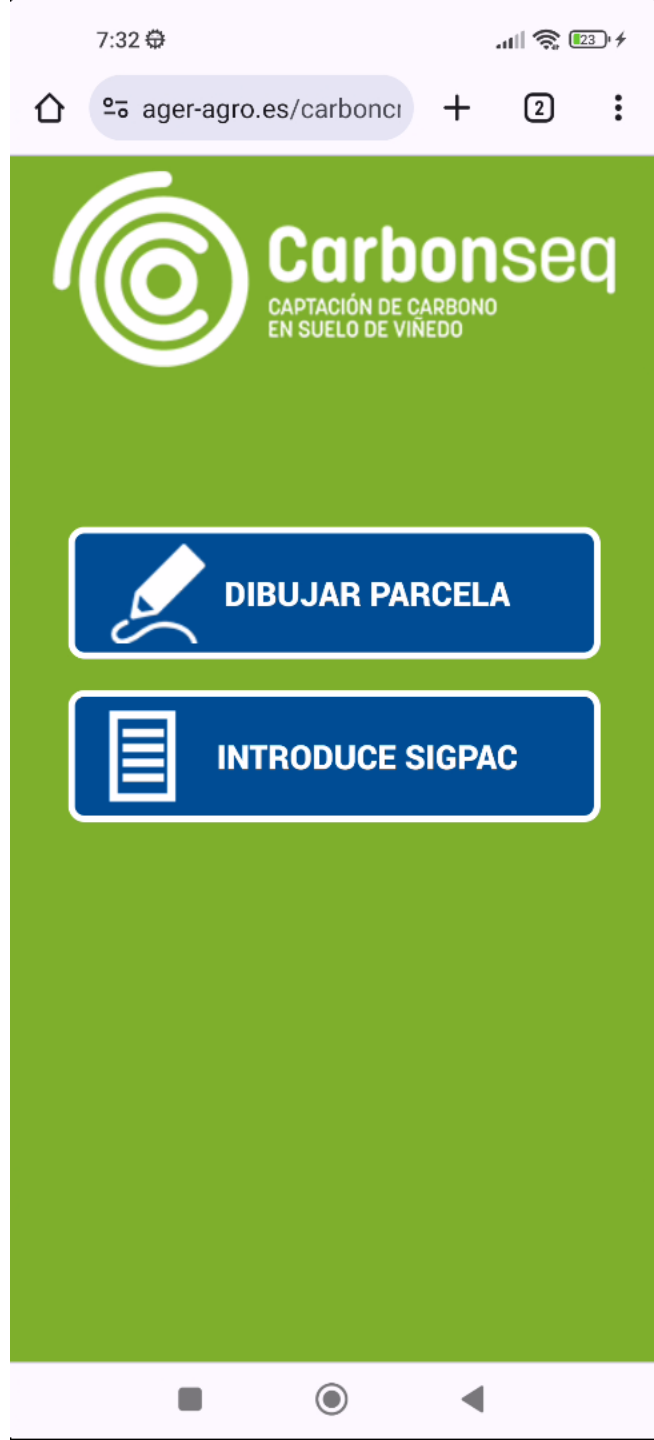 7:32
23
ager-agro.es/carboncr
2
Carbonseq
CAPTACIÓN DE CARBONO
EN SUELO DE VIÑEDO
DIBUJAR PARCELA
INTRODUCE SIGPAC